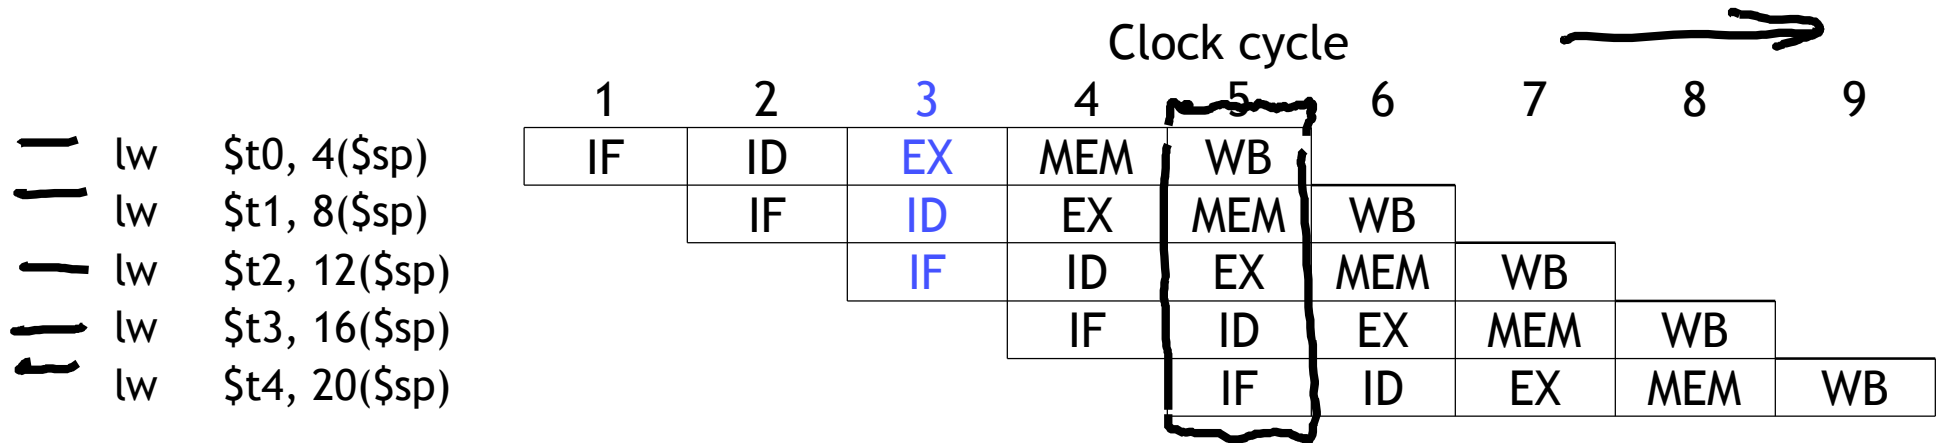 Clock cycle
1 2 3 4 5 6 7 8 9
lw $t0, 4($sp) IF ID EX MEM WB
lw $t1, 8($sp) IF ID EX MEM WB
lw $t2, 12($sp) IF ID EX MEM WB
lw $t3, 16($sp) IF ID EX MEM WB
lw $t4, 20($sp) IF ID EX MEM WB